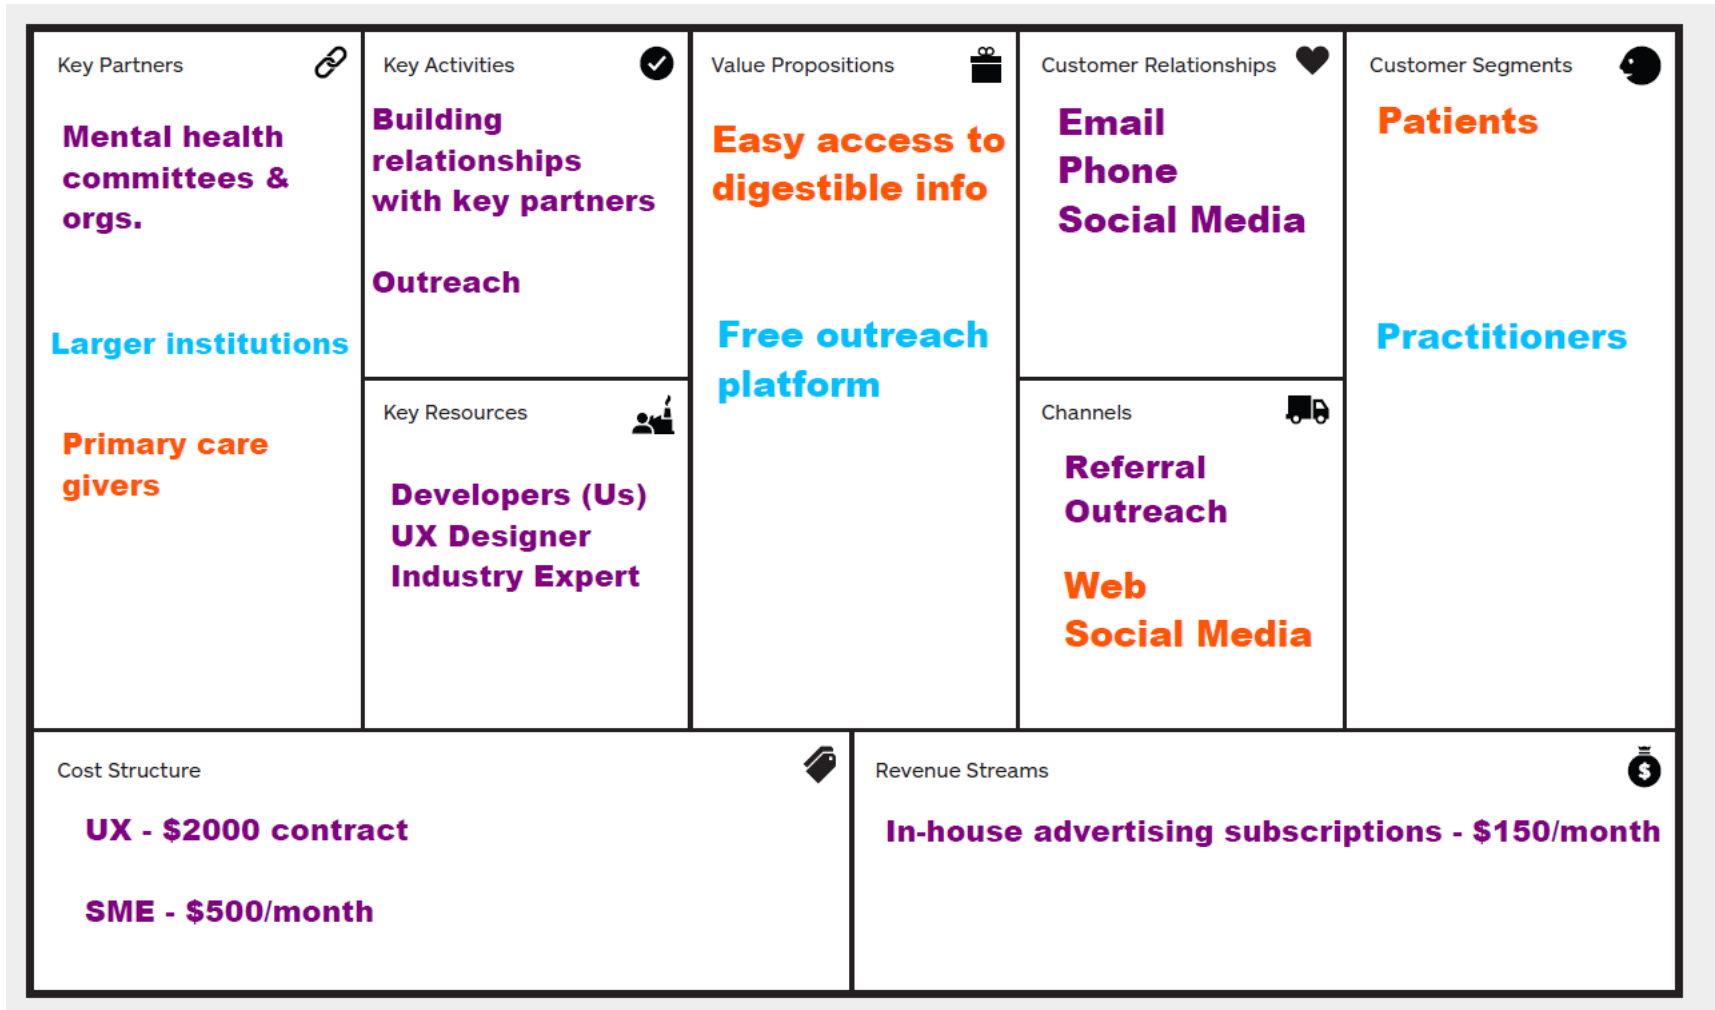 Key Partners
Mental health
committees &
orgs.
Larger institutions
Primary care
givers
Key Activities
Building
relationships
with key partners
Outreach
Key Resources
Developers (Us)
UX Designer
Industry Expert
Value Propositions
Easy access to
digestible info
Free outreach
platform
Customer Relationships
Email
Phone
Social Media
Channels
Referral
Outreach
Web
Social Media
Customer Segments
Patients
Practitioners
Cost Structure
UX - $2000 contract
SME - $500/month
Revenue Streams
$
In-house advertising subscriptions - $150/month